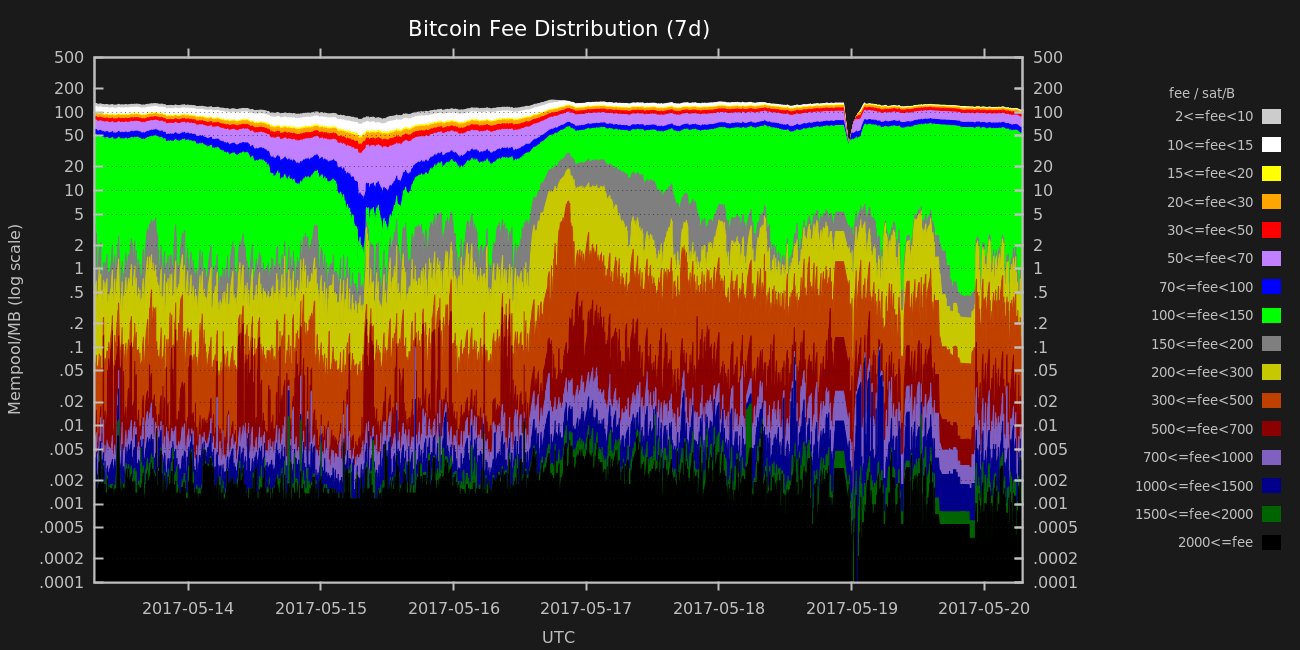 Bitcoin Fee Distribution (7d)
500 500
200 200
100 100
50 50
20 20
10 10
5 5
2 2
1 1
.5 .5
.2 .2
.1 .1
.05 .05
.02 .02
.01 .01
.005 .005
.002 .002
.001 .001
.0005 .0005
.0002 .0002
.0001 .0001
Mempool/MB (log scale)
2017-05-14 2017-05-15 2017-05-16 2017-05-17 2017-05-18 2017-05-19 2017-05-20
UTC
fee / sat/B
2<=fee<10
10<=fee<15
15<=fee<20
20<=fee<30
30<=fee<50
50<=fee<70
70<=fee<100
100<=fee<150
150<=fee<200
200<=fee<300
300<=fee<500
500<=fee<700
700<=fee<1000
1000<=fee<1500
1500<=fee<2000
2000<=fee